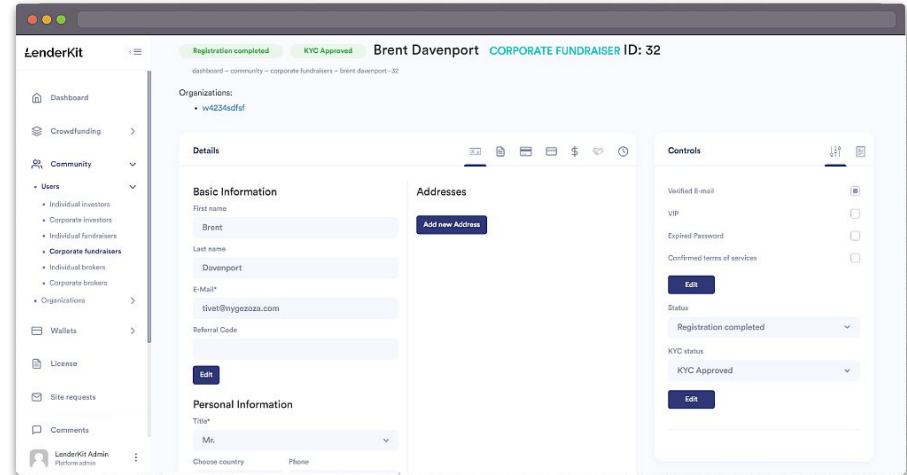 LenderKit
Registration completed KYC Approved Brent Davenport CORPORATE FUNDRAISER ID: 32
dashboard – community – corporate fundraisers – brent davenport - 32
Organizations:
• w4234sdfsf
Dashboard
Crowdfunding
Community
• Users
• Individual investors
• Corporate investors
• Individual fundraisers
• Corporate fundraisers
• Individual brokers
• Corporate brokers
• Organizations
Wallets
License
Site requests
Comments
LenderKit Admin
Platform admin
Details
Basic Information
First name
Brent
Last name
Davenport
E-Mail*
tivet@nygezoza.com
Referral Code
Edit
Personal Information
Title*
Mr.
Choose country Phone
Addresses
Add new Address
Controls
Verified E-mail
VIP
Expired Password
Confirmed terms of services
Edit
Status
Registration completed
KYC status
KYC Approved
Edit